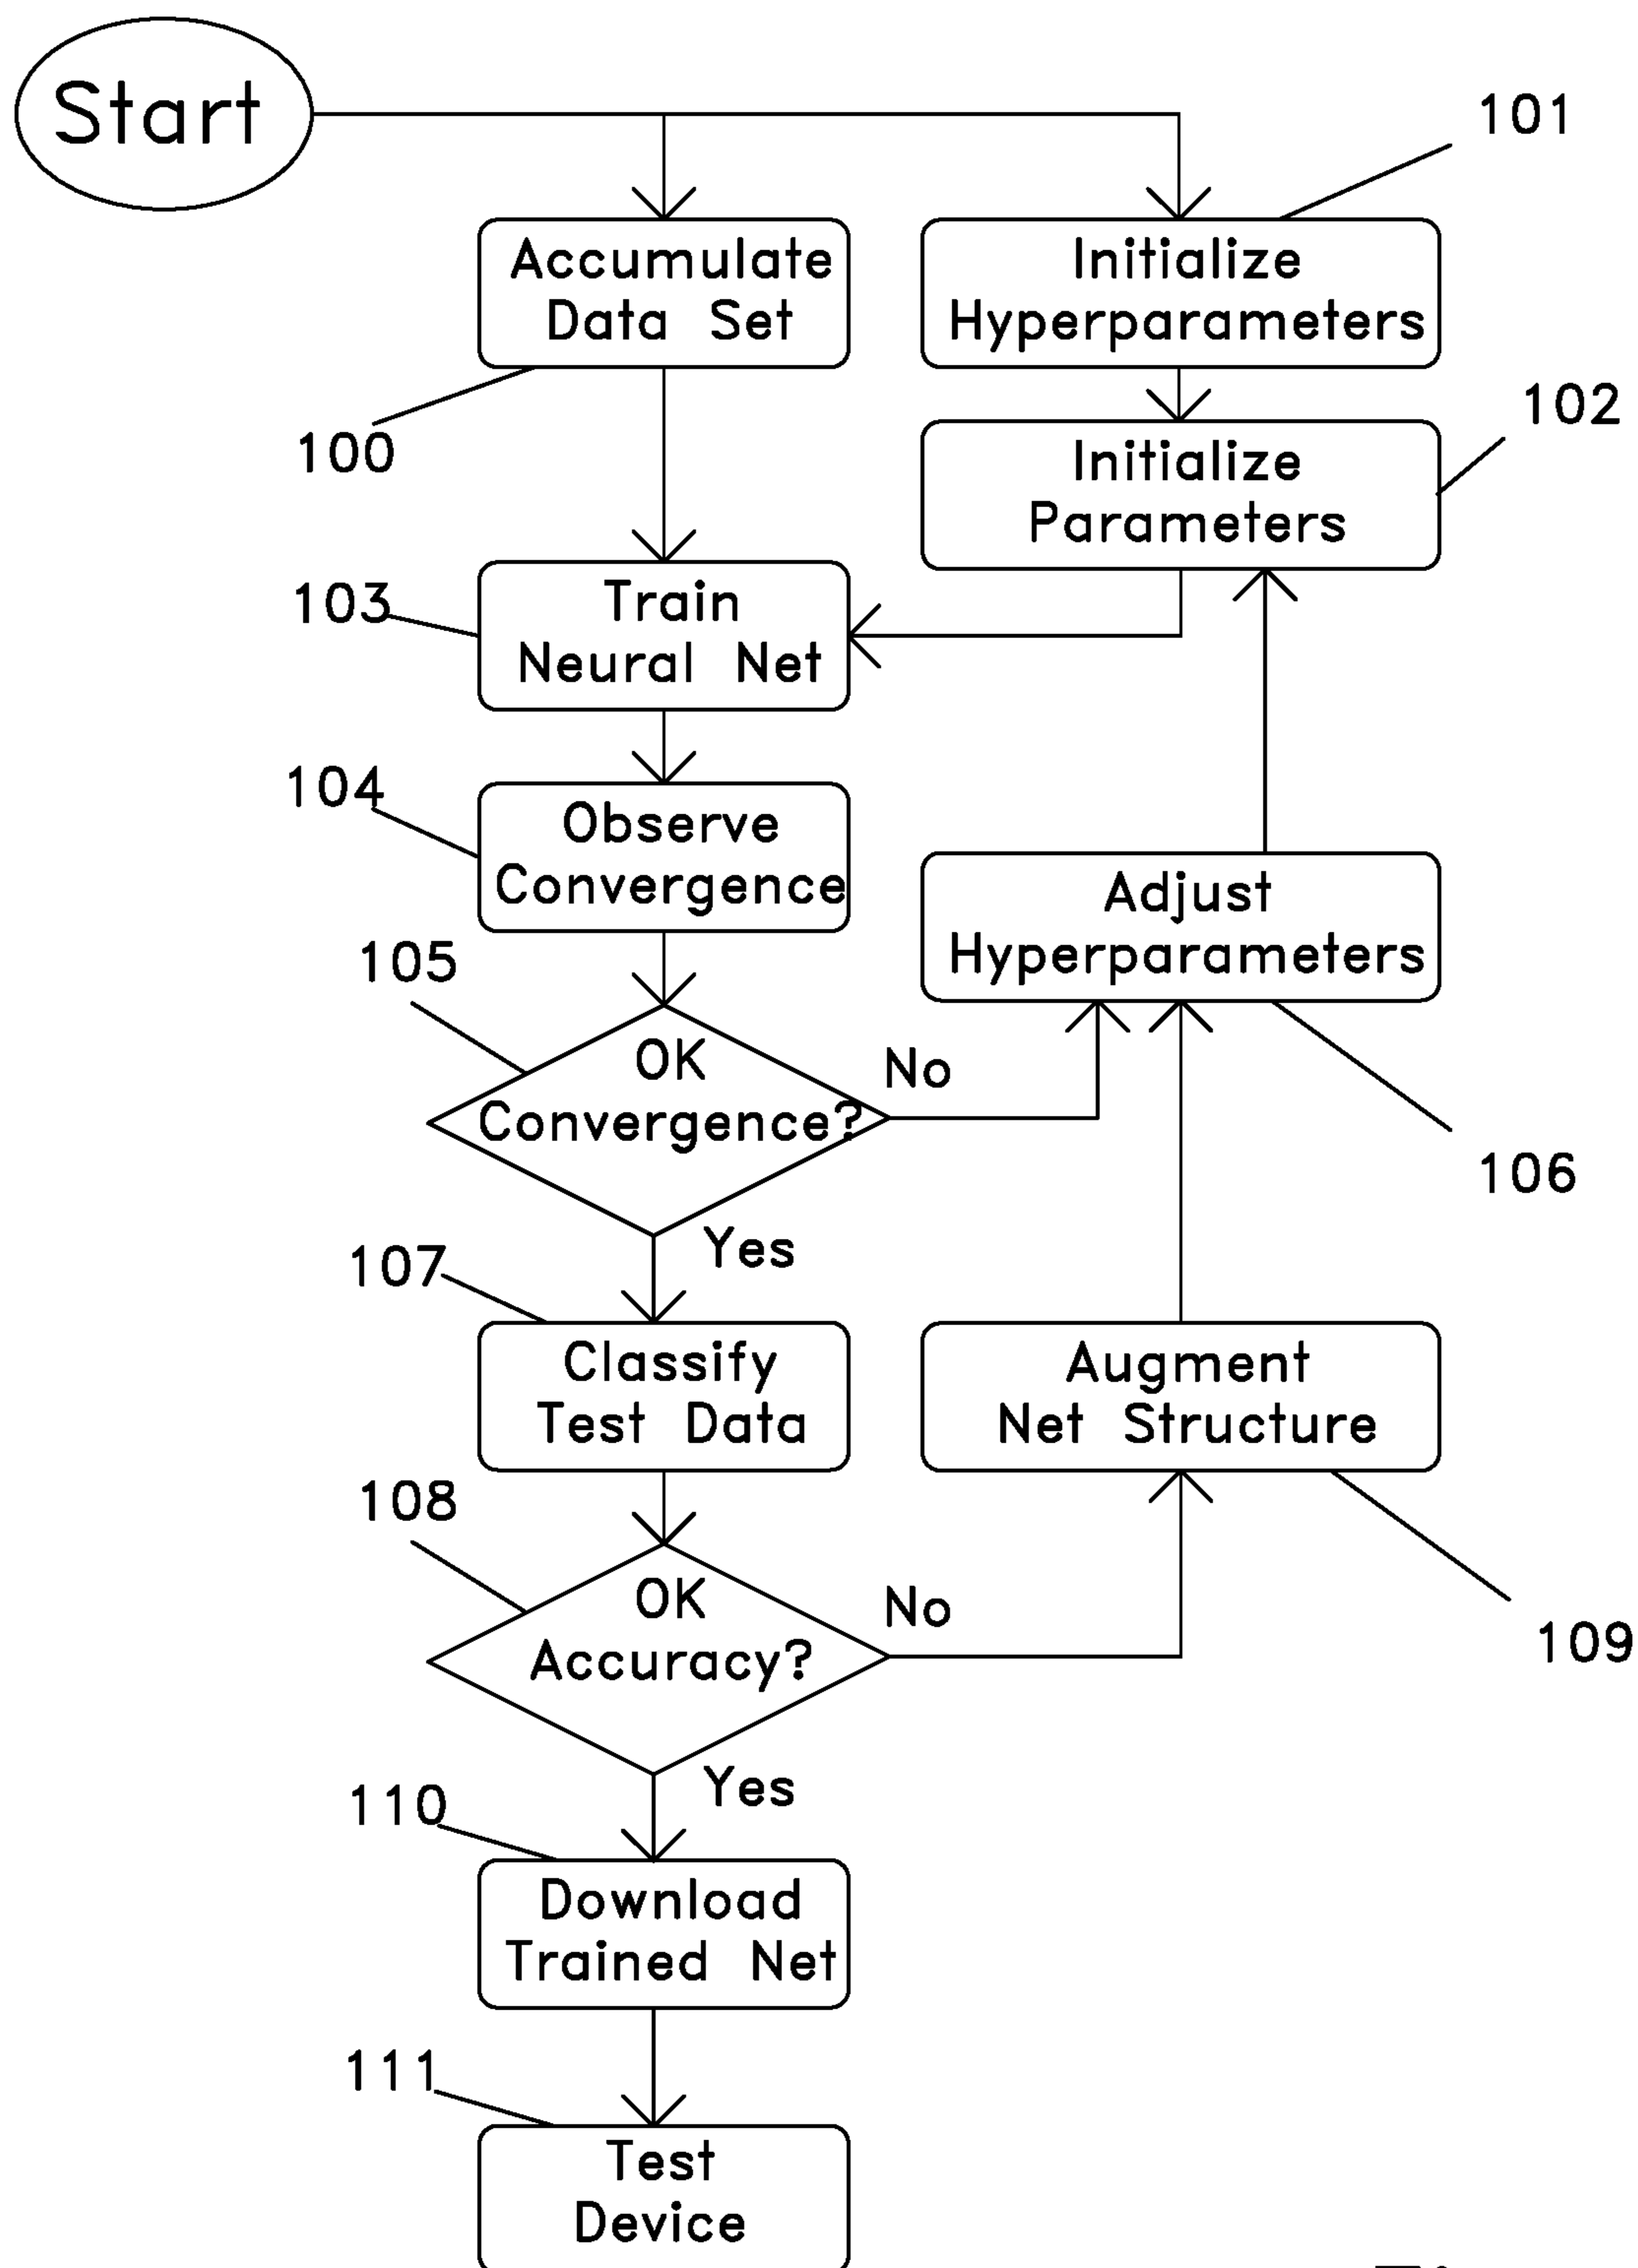 Start
101
Accumulate
Data Set
Initialize
Hyperparameters
100
102
Initialize
Parameters
103
Train
Neural Net
104
Observe
Convergence
Adjust
Hyperparameters
105
OK
Convergence?
No
106
Yes
107
Classify
Test Data
Augment
Net Structure
108
OK
Accuracy?
No
109
Yes
110
Download
Trained Net
111
Test
Device